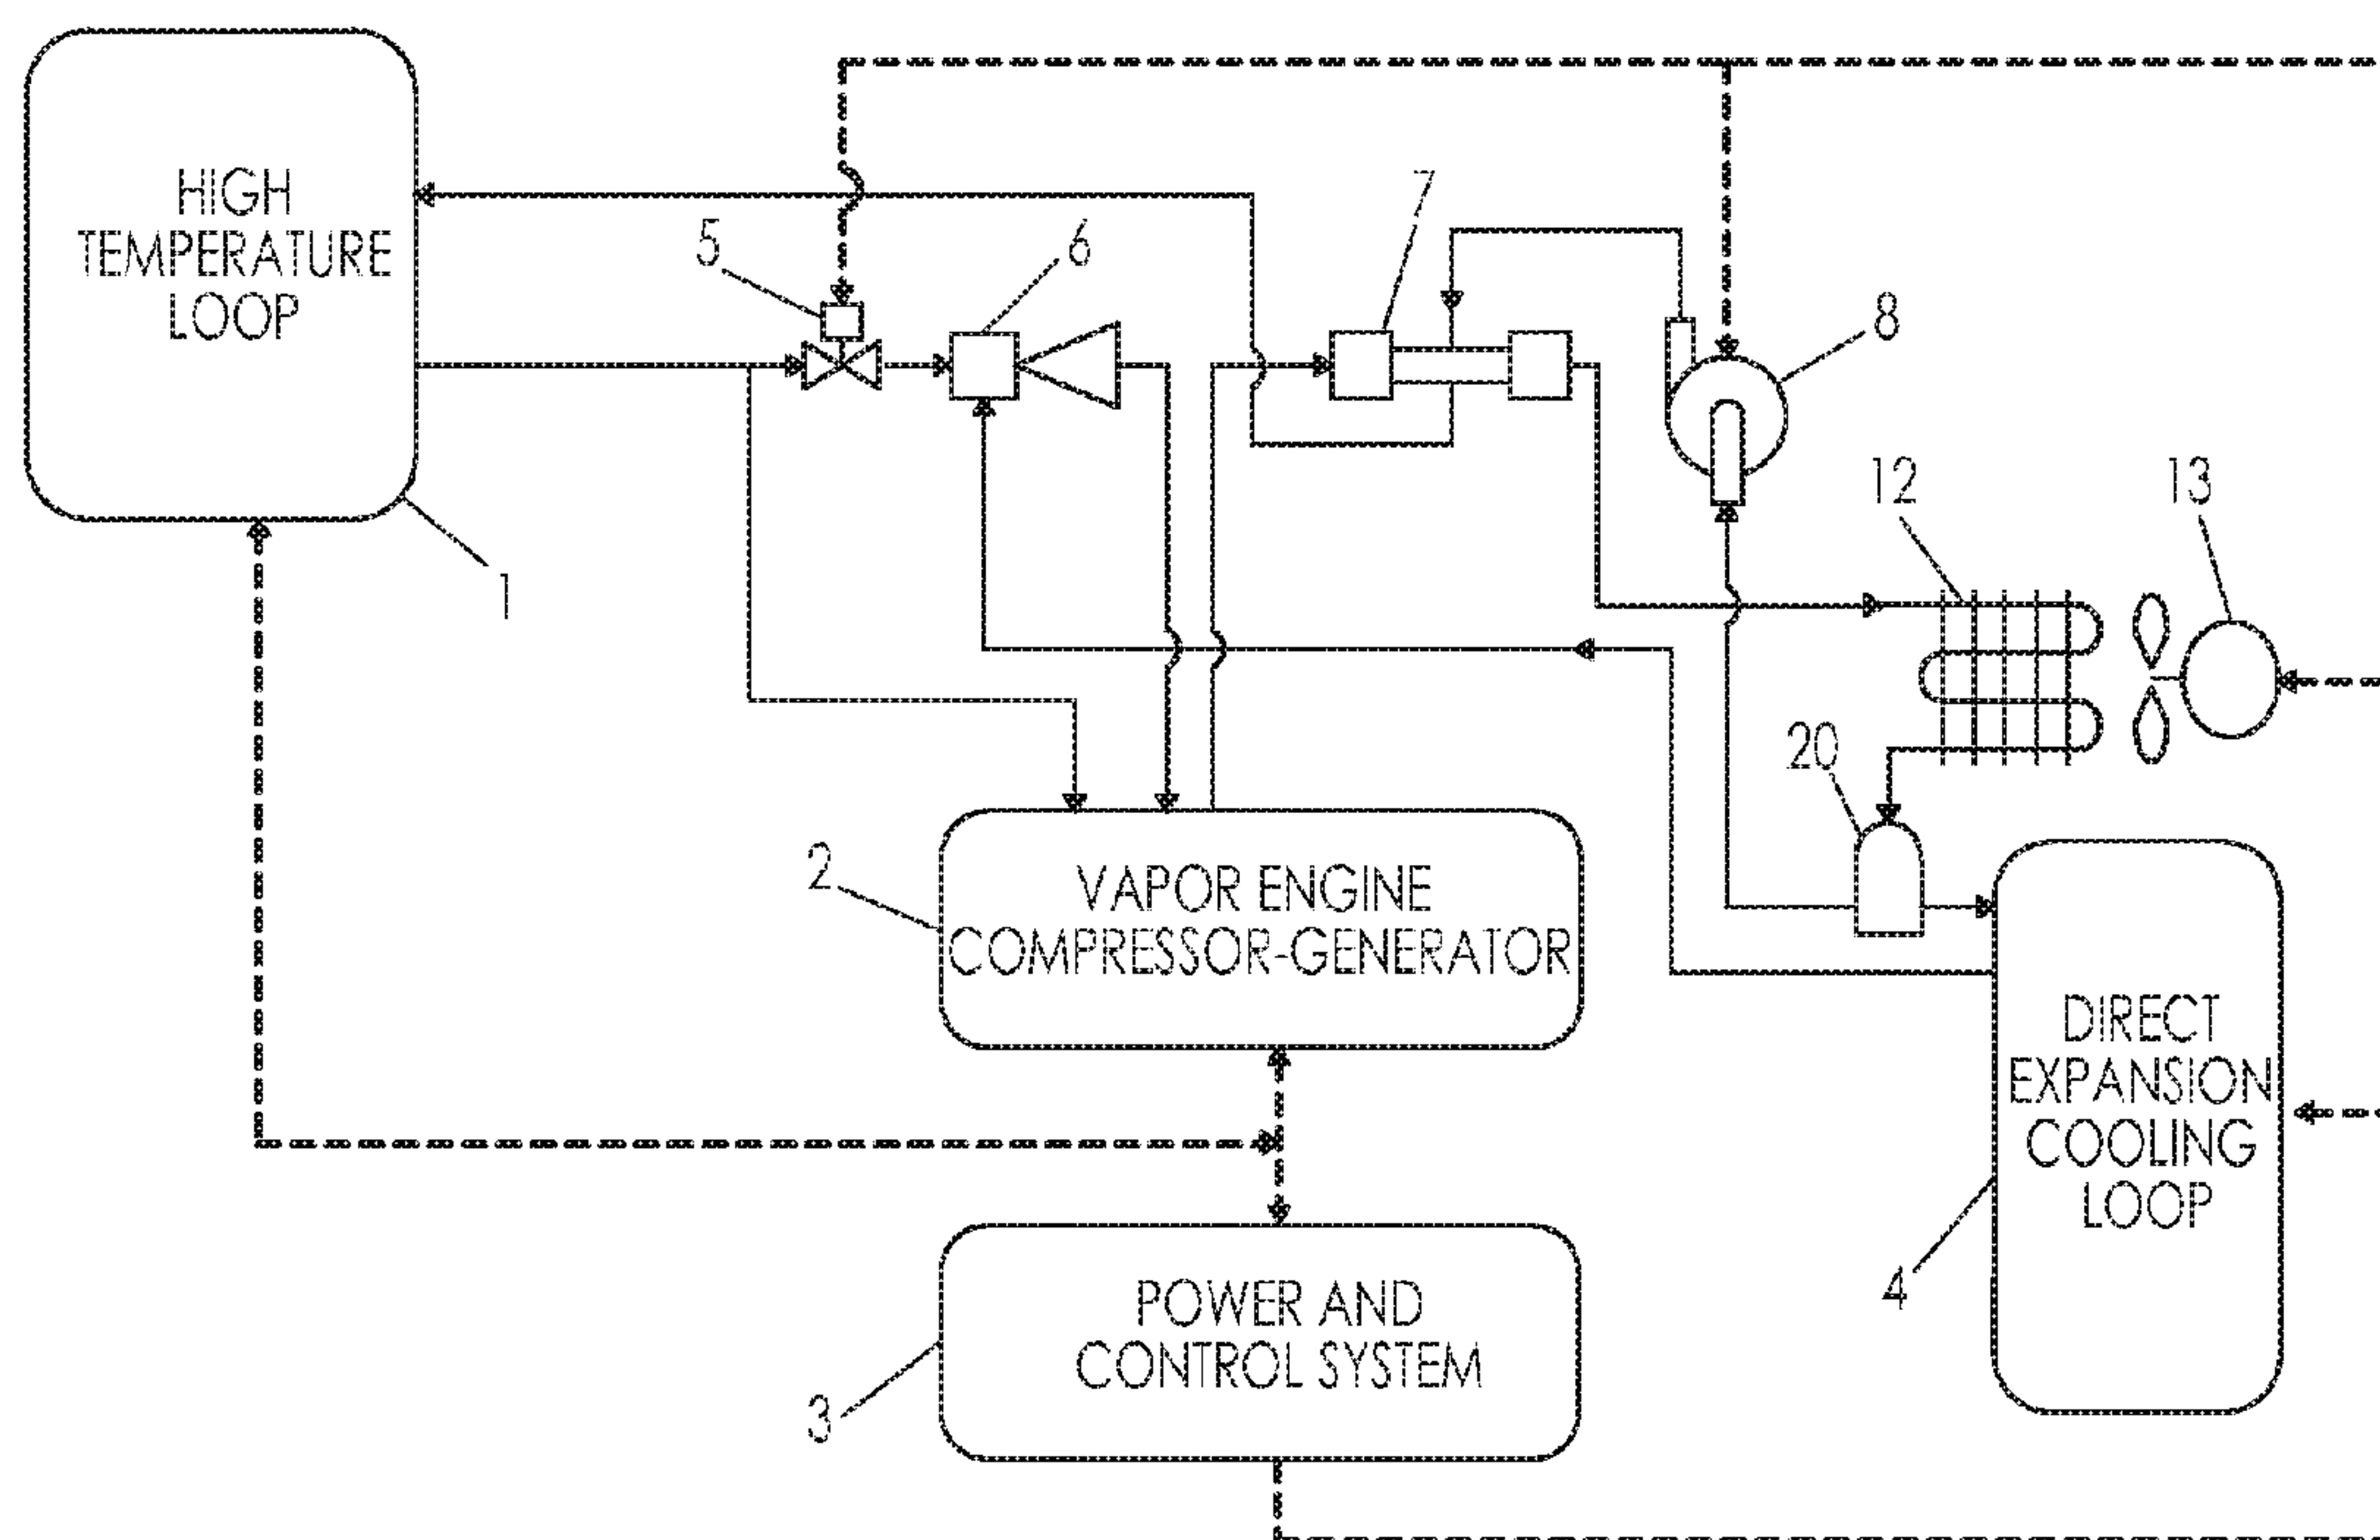 HIGH
TEMPERATURE
LOOP
1
5
6
7
8
12
13
20
2
VAPOR ENGINE
COMPRESSOR-GENERATOR
DIRECT
EXPANSION
COOLING
LOOP
4
POWER AND
CONTROL SYSTEM
3